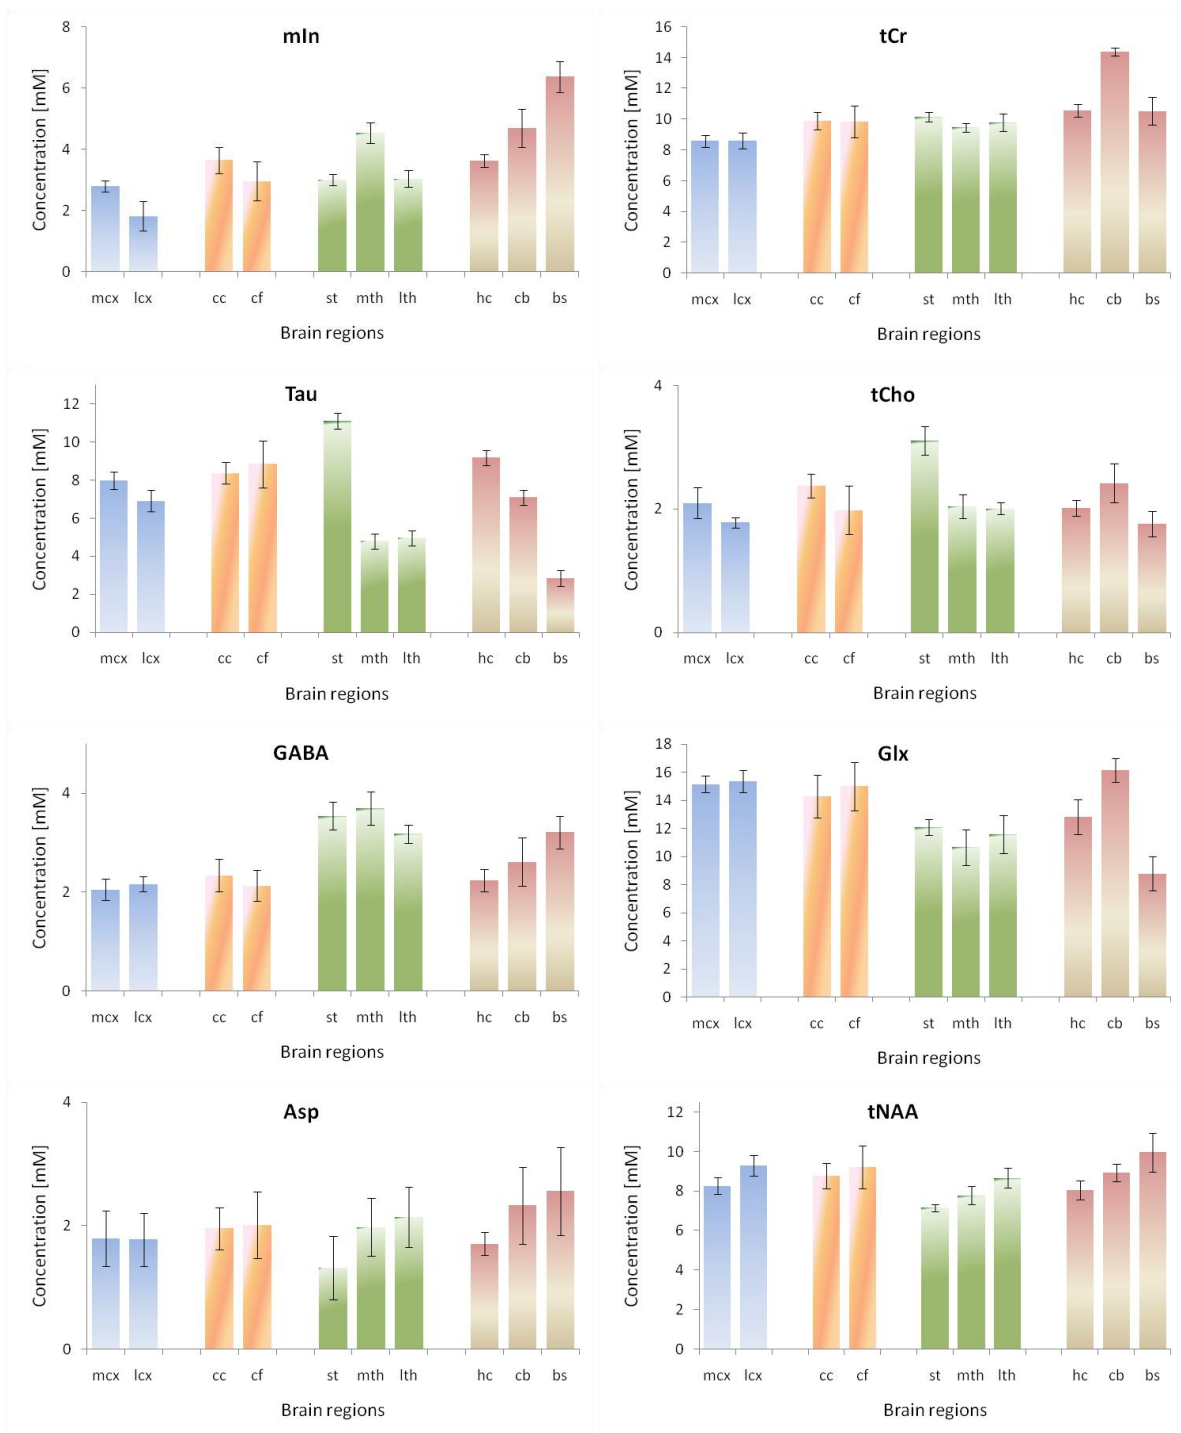 mIn
Concentration [mM]
8
6
4
2
0
mcx lcx cc cf st mth lth hc cb bs
Brain regions
tCr
Concentration [mM]
16
14
12
10
8
6
4
2
0
mcx lcx cc cf st mth lth hc cb bs
Brain regions
Tau
Concentration [mM]
12
10
8
6
4
2
0
mcx lcx cc cf st mth lth hc cb bs
Brain regions
tCho
Concentration [mM]
4
2
0
mcx lcx cc cf st mth lth hc cb bs
Brain regions
GABA
Concentration [mM]
4
2
0
mcx lcx cc cf st mth lth hc cb bs
Brain regions
Glx
Concentration [mM]
18
16
14
12
10
8
6
4
2
0
mcx lcx cc cf st mth lth hc cb bs
Brain regions
Asp
Concentration [mM]
4
2
0
mcx lcx cc cf st mth lth hc cb bs
Brain regions
tNAA
Concentration [mM]
12
10
8
6
4
2
0
mcx lcx cc cf st mth lth hc cb bs
Brain regions